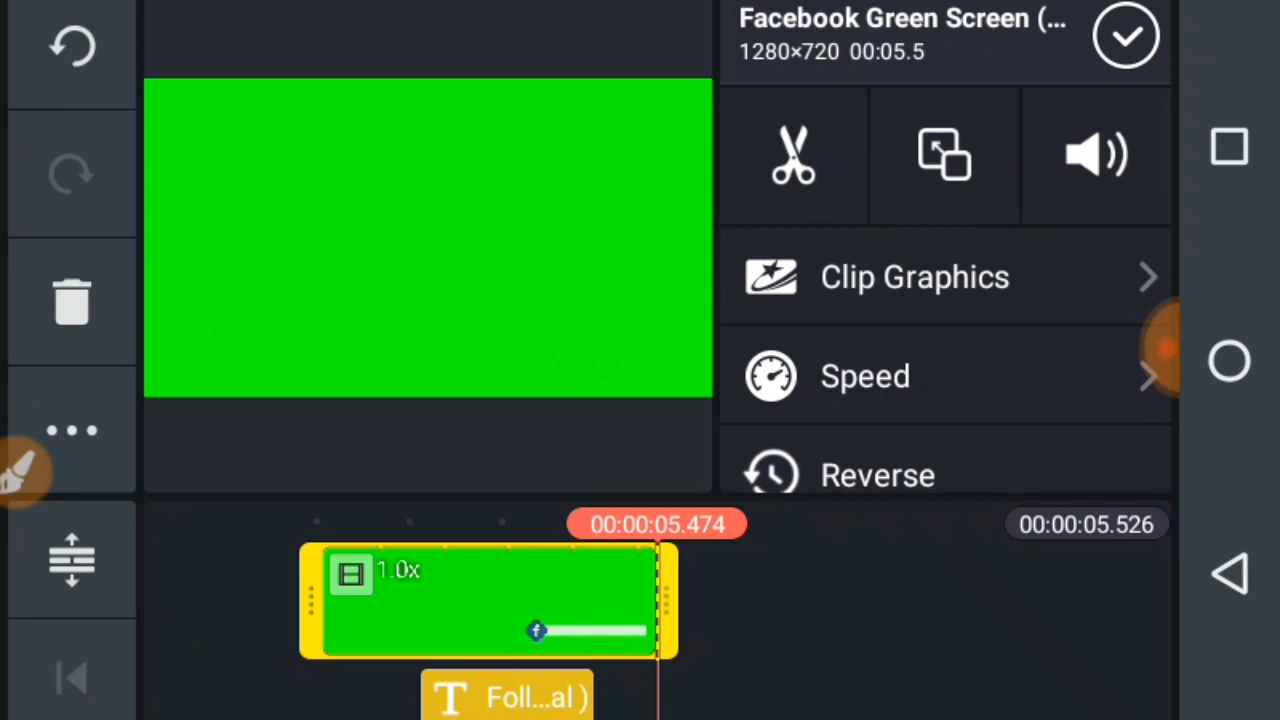 Facebook Green Screen (...
1280×720 00:05.5
Clip Graphics
Speed
Reverse
00:00:05.474
00:00:05.526
1.0x
f
T Foll...al )